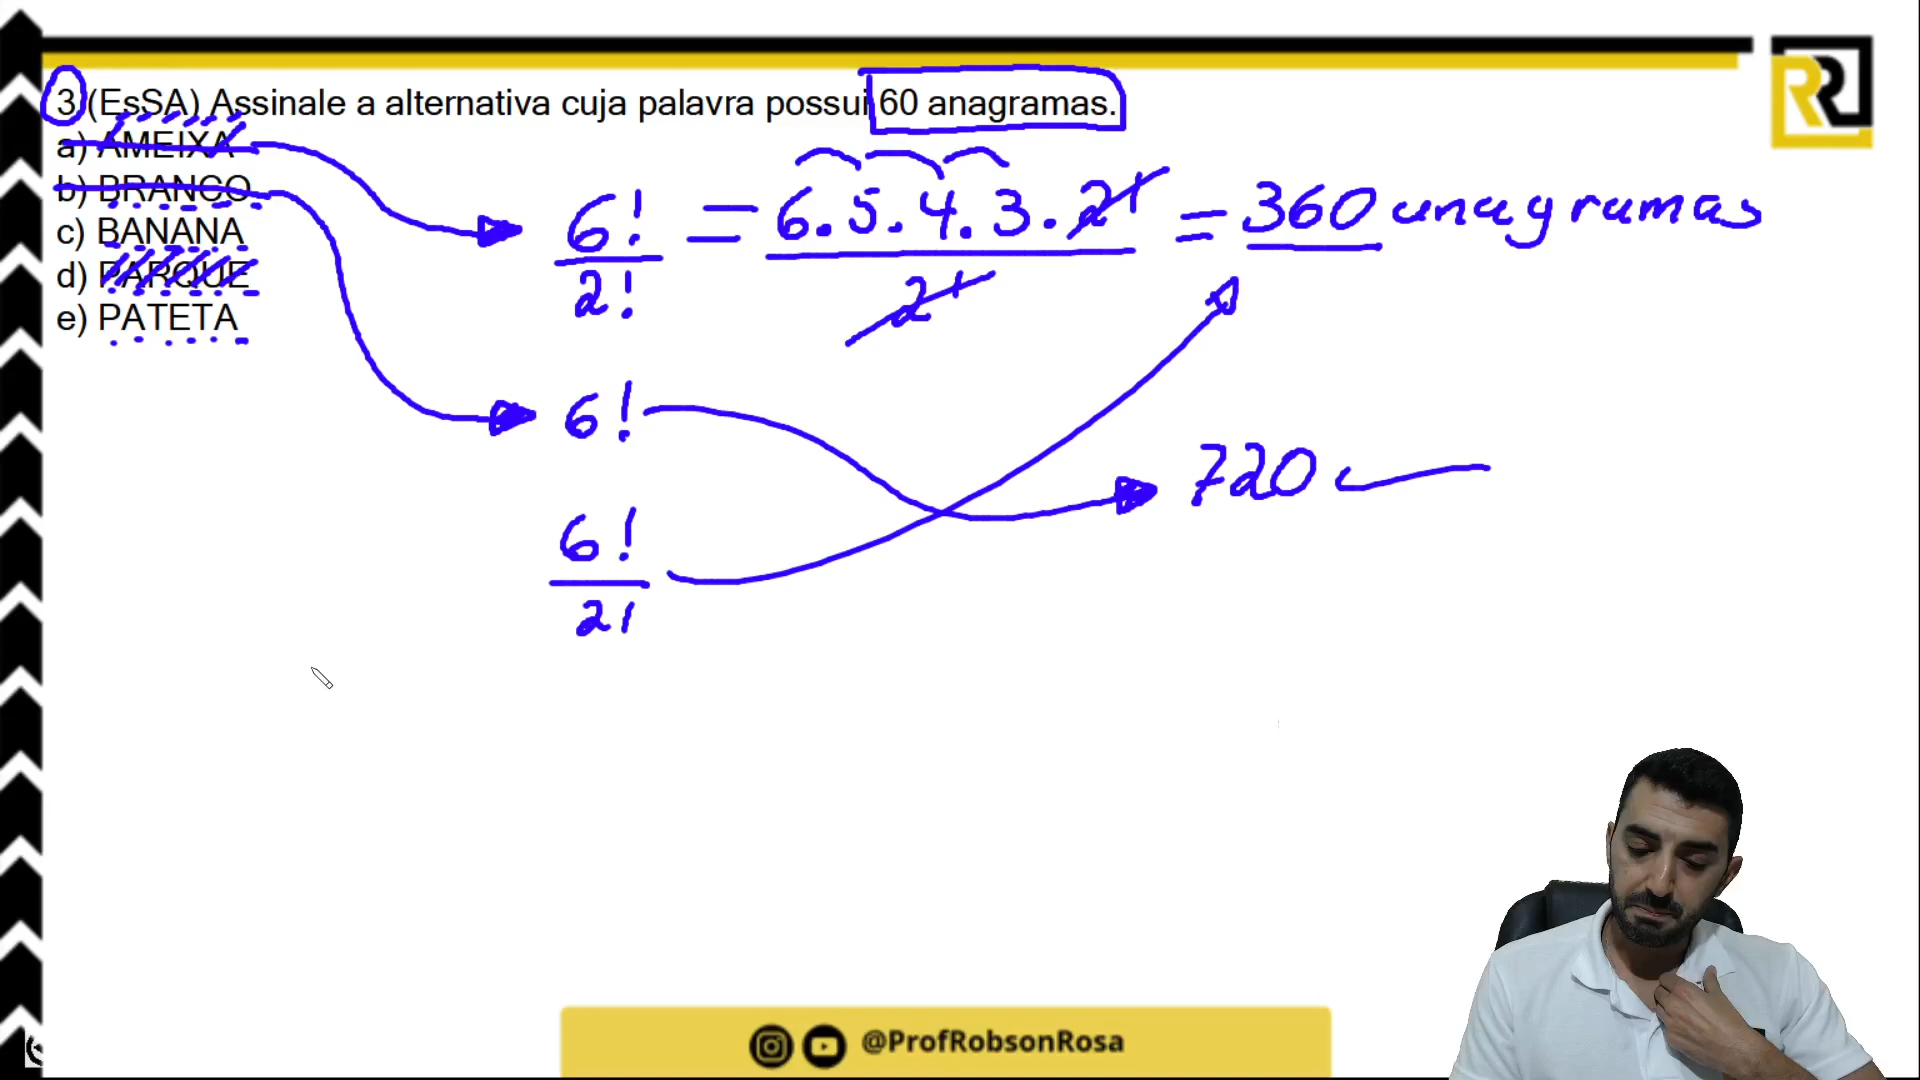 3 (EsSA) Assinale a alternativa cuja palavra possui 60 anagramas.
a) AMEIXA
b) BRANCO
c) BANANA
d) PARQUE
e) PATETA
6!/2! = 6.5.4.3.2!/2! = 360 anagramas
6!
720
6!/2!
@ProfRobsonRosa